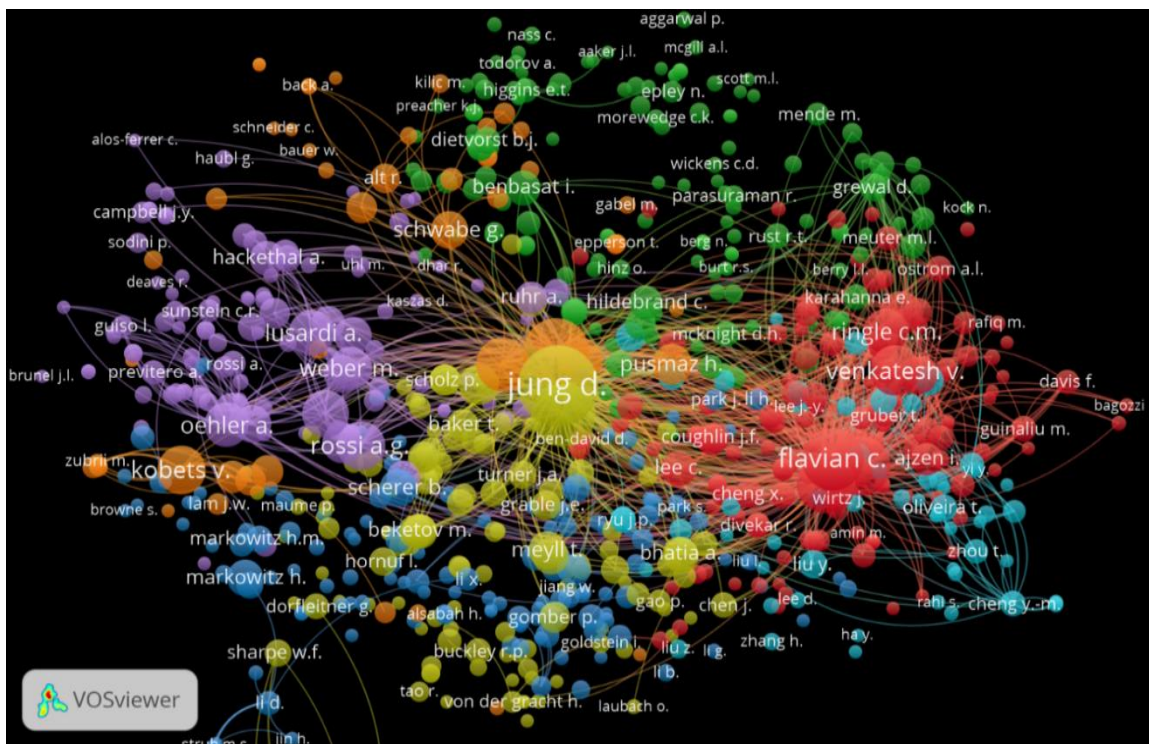 aggarwal p.
nass c.
aaker j.l.
mcgill a.l.
todorov a.
scott m.l.
back a.
kilic m.
higgins e.t.
epley n.
preacher k.j.
morewedge c.k.
mende m.
schneider c.
alos-ferrer c.
dietvorst b.j.
bauer w.
haubl g.
wickens c.d.
alt r.
benbasat i.
grewal d.
parasuraman r.
campbell j.y.
gabel m.
kock n.
schwabe g.
sodini p.
epperson t.
berg n.
rust r.t.
meuter m.l.
hackethal a.
uhl m.
dhar r.
hinz o.
burt r.s.
berry l.l.
ostrom a.l.
deaves r.
kaszas d.
ruhr a.
hildebrand c.
karahanna e.
sunstein c.r.
guiso l.
lusardi a.
mcknight d.h.
ringle c.m.
rafiq m.
rossi a.
pusmaz h.
brunel j.l.
previtero a.
weber m.
scholz p.
jung d.
venkatesh v.
davis f.
park j.
li h.
lee j.-y.
bagozzi
gruber t.
oehler a.
baker t.
guinaliu m.
rossi a.g.
ben-david d.
coughlin j.f.
flavian c.
ajzen i.
zubrii m.
kobets v.
turner j.a.
lee c.
yi y.
scherer b.
grable j.e.
cheng x.
wirtz j.
browne s.
lam j.w.
maume p.
park s.
oliveira t.
ryu j.p.
divekar r.
amin m.
markowitz h.m.
beketov m.
meyll t.
bhatia a.
zhou t.
hornuf l.
liu l.
liu y.
markowitz h.
li x.
jiang w.
dorfleitner g.
gao p.
chen j.
lee d.
rahi s.
cheng y.-m.
alsabah h.
gomber p.
goldstein i.
ha y.
zhang h.
sharpe w.f.
buckley r.p.
liu z.
li g.
li b.
tao r.
von der gracht h.
laubach o.
li d.
VOSviewer
jin h.
strub m.s.